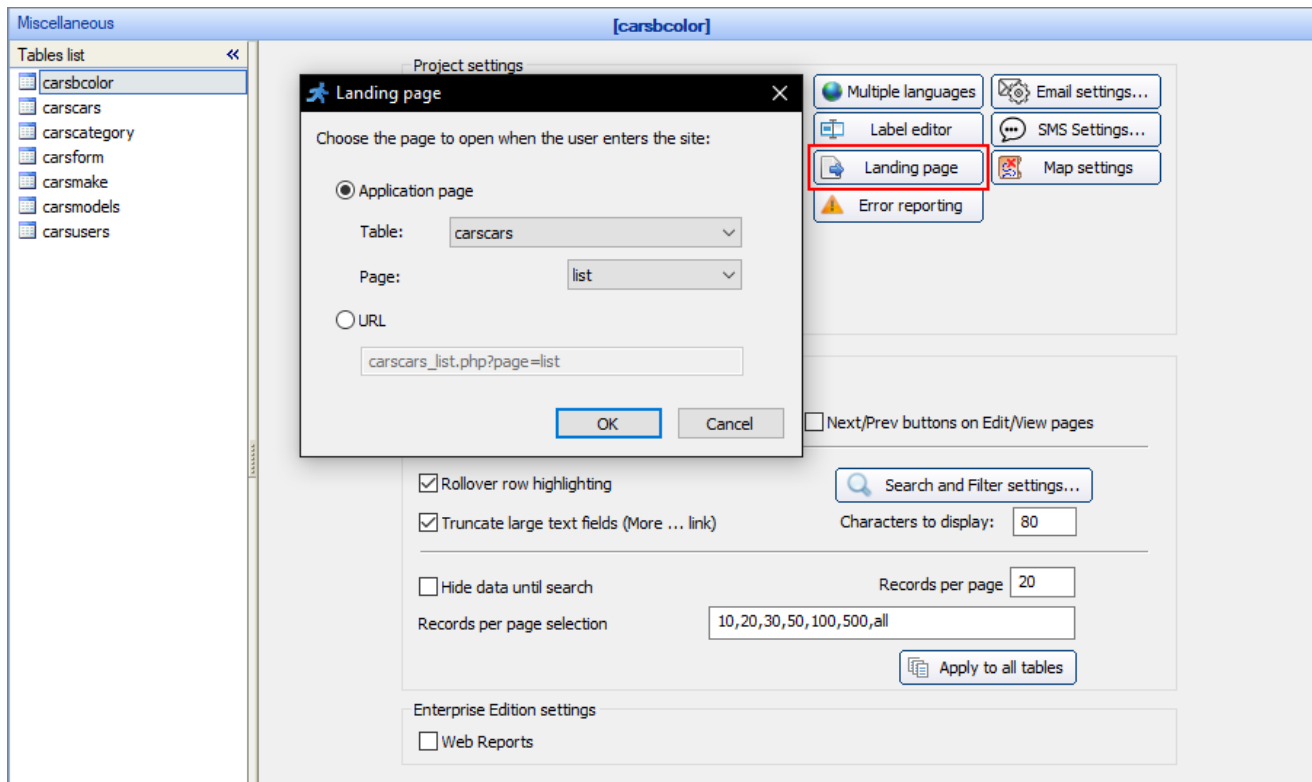 Miscellaneous
[carsbcolor]
Tables list
carsbcolor
carscars
carscategory
carsform
carsmake
carsmodels
carsusers
Project settings
Landing page
Choose the page to open when the user enters the site:
Application page
Table: carscars
Page: list
URL
carscars_list.php?page=list
OK Cancel
Multiple languages Email settings...
Label editor SMS Settings...
Landing page Map settings
Error reporting
Next/Prev buttons on Edit/View pages
Rollover row highlighting Search and Filter settings...
Truncate large text fields (More ... link) Characters to display: 80
Hide data until search Records per page 20
Records per page selection 10,20,30,50,100,500,all
Apply to all tables
Enterprise Edition settings
Web Reports